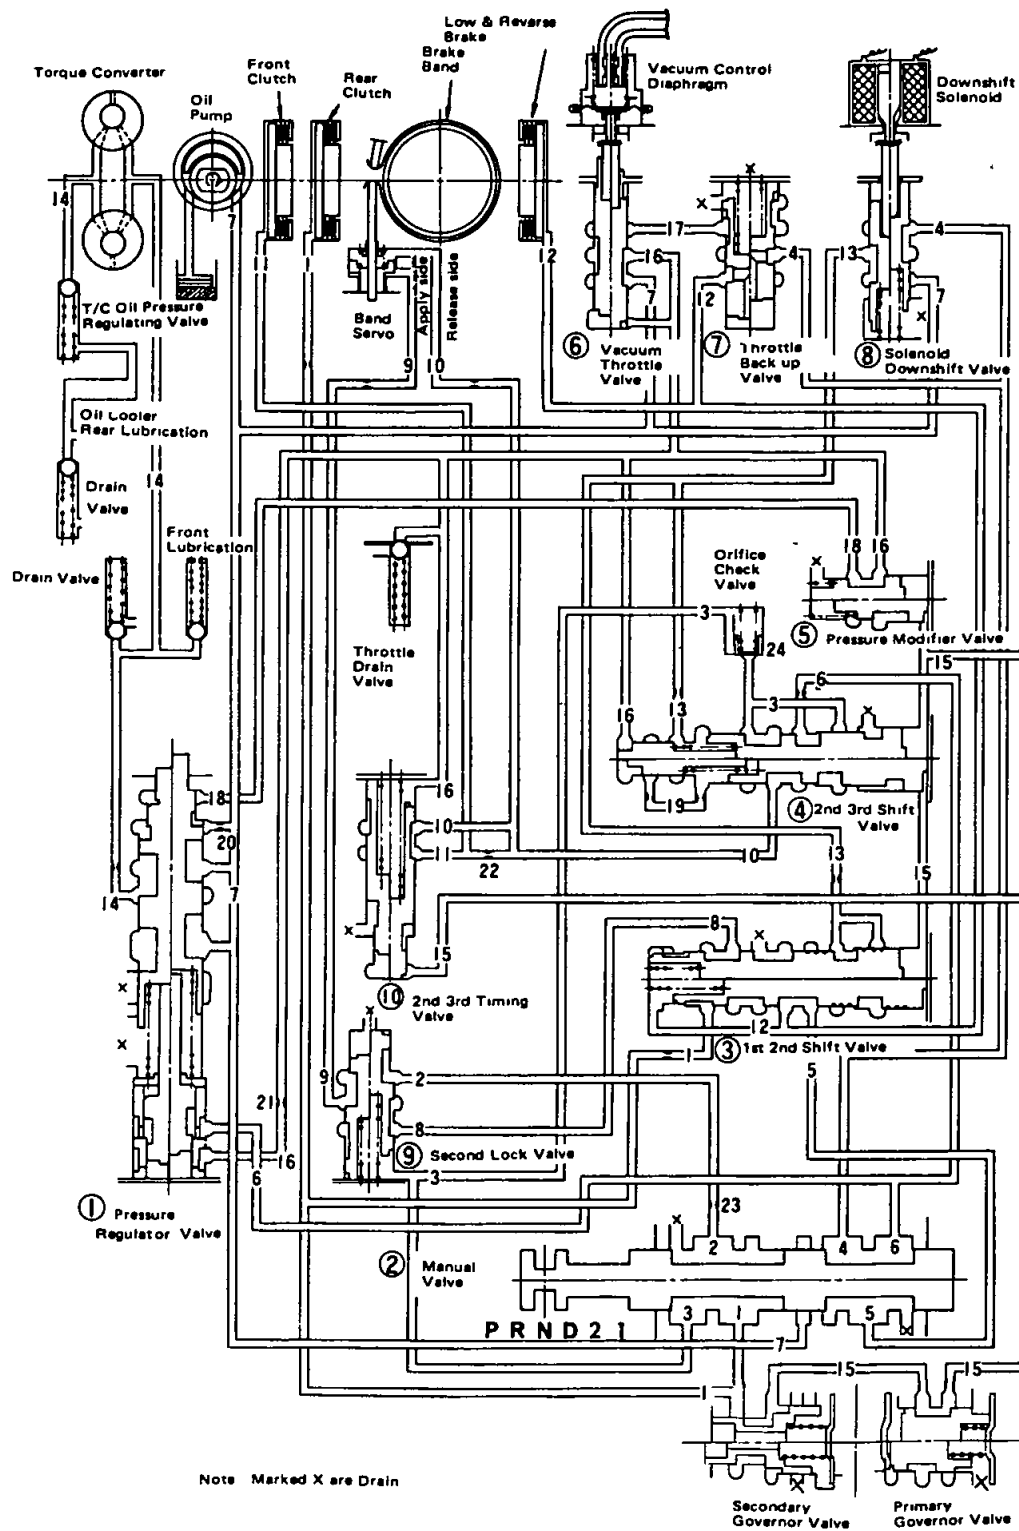 Low & Reverse
Brake
Brake
Band
Front
Clutch
Rear
Clutch
Torque Converter
Oil
Pump
Vacuum Control
Diaphragm
Downshift
Solenoid
14
7
11
1
12
17
16
7
4
12
13
4
7
T/C Oil Pressure
Regulating Valve
Band
Servo
Apply side
Release side
9
10
6 Vacuum
Throttle
Valve
7 Throttle
Back up
Valve
8 Solenoid
Downshift Valve
Oil Cooler
Rear Lubrication
Drain
Valve
14
Front
Lubrication
Drain Valve
Orifice
Check
Valve
18
16
3
24
5 Pressure Modifier Valve
Throttle
Drain
Valve
15
6
16
13
3
19
4 2nd 3rd Shift
Valve
18
20
16
10
11
22
10
13
15
14
7
8
15
10 2nd 3rd Timing
Valve
12
3 1st 2nd Shift Valve
1
5
9
2
21
8
9 Second Lock Valve
16
6
3
23
1 Pressure
Regulator Valve
2 Manual
Valve
2
4
6
3
1
5
P R N D 2 1
7
15
15
1
Note Marked X are Drain
Secondary
Governor Valve
Primary
Governor Valve